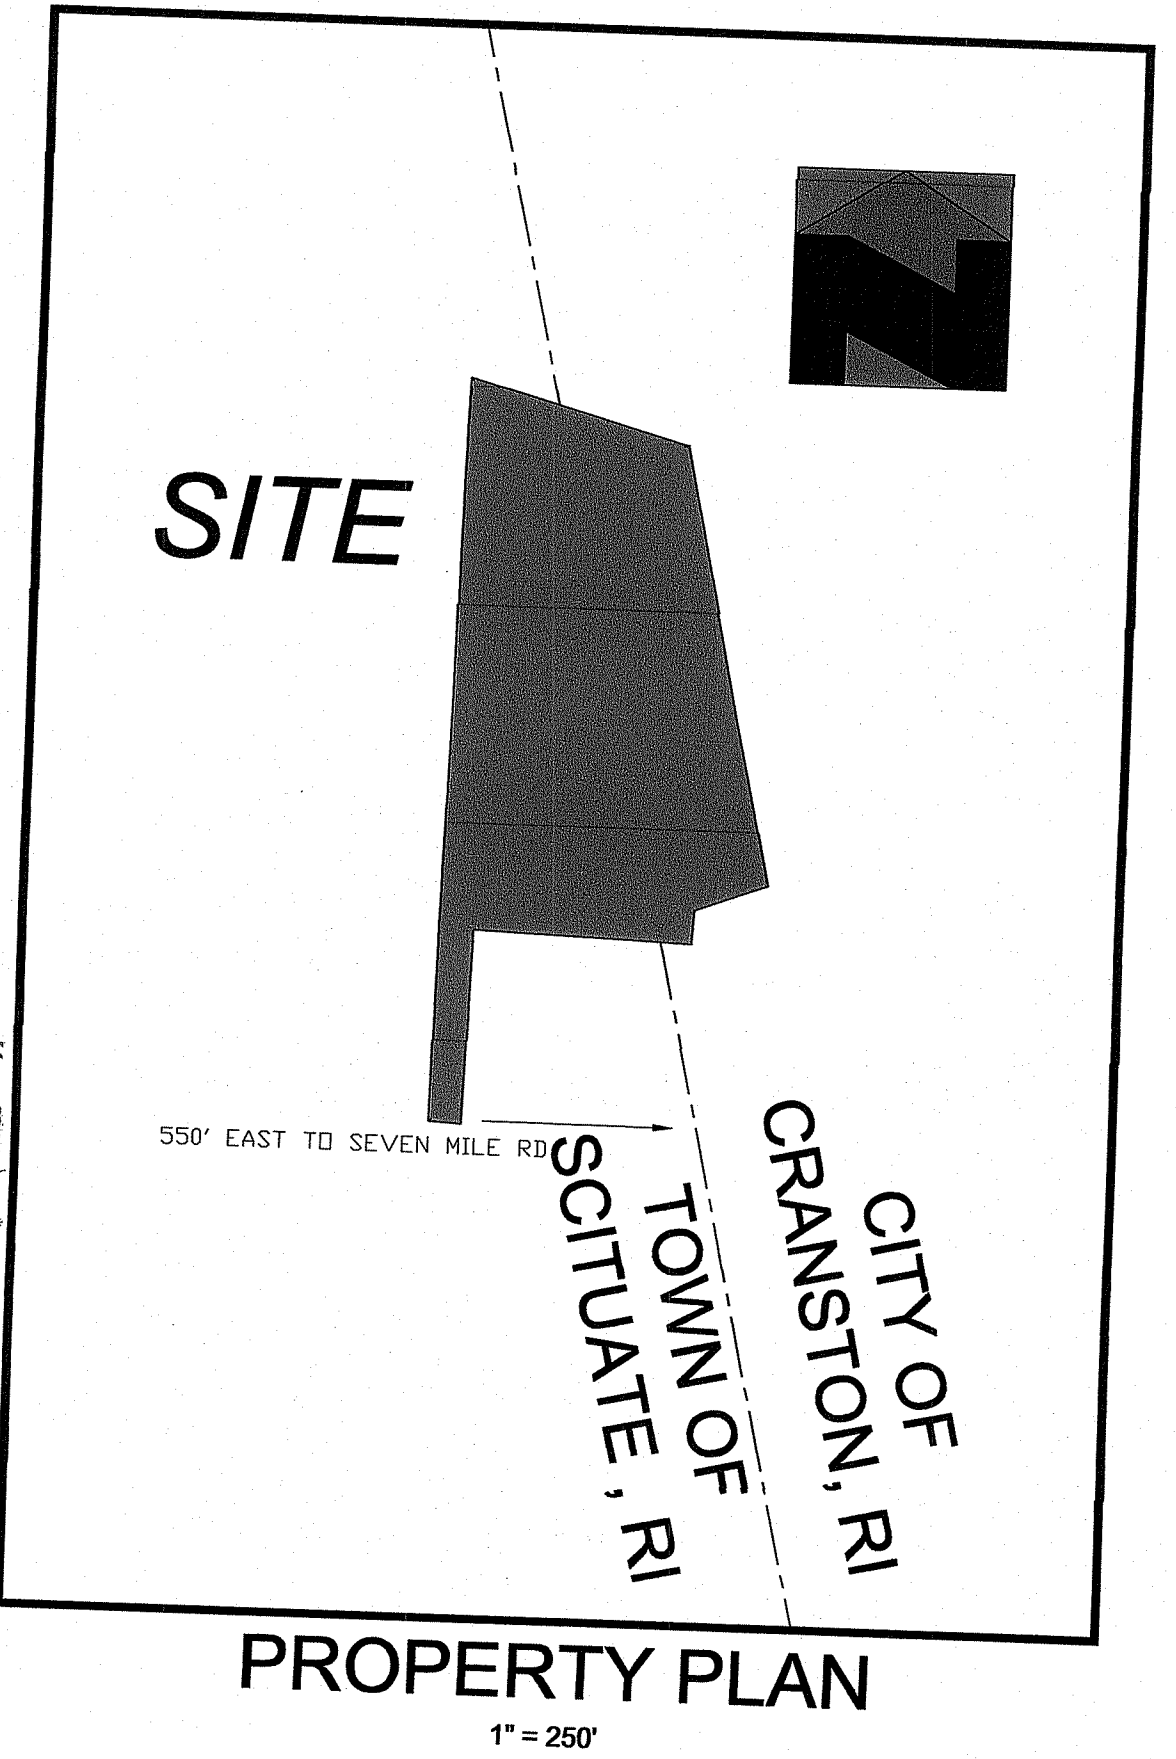 SITE
550' EAST TO SEVEN MILE RD
TOWN OF
SCITUATE , RI
CITY OF
CRANSTON, RI
PROPERTY PLAN
1" = 250'